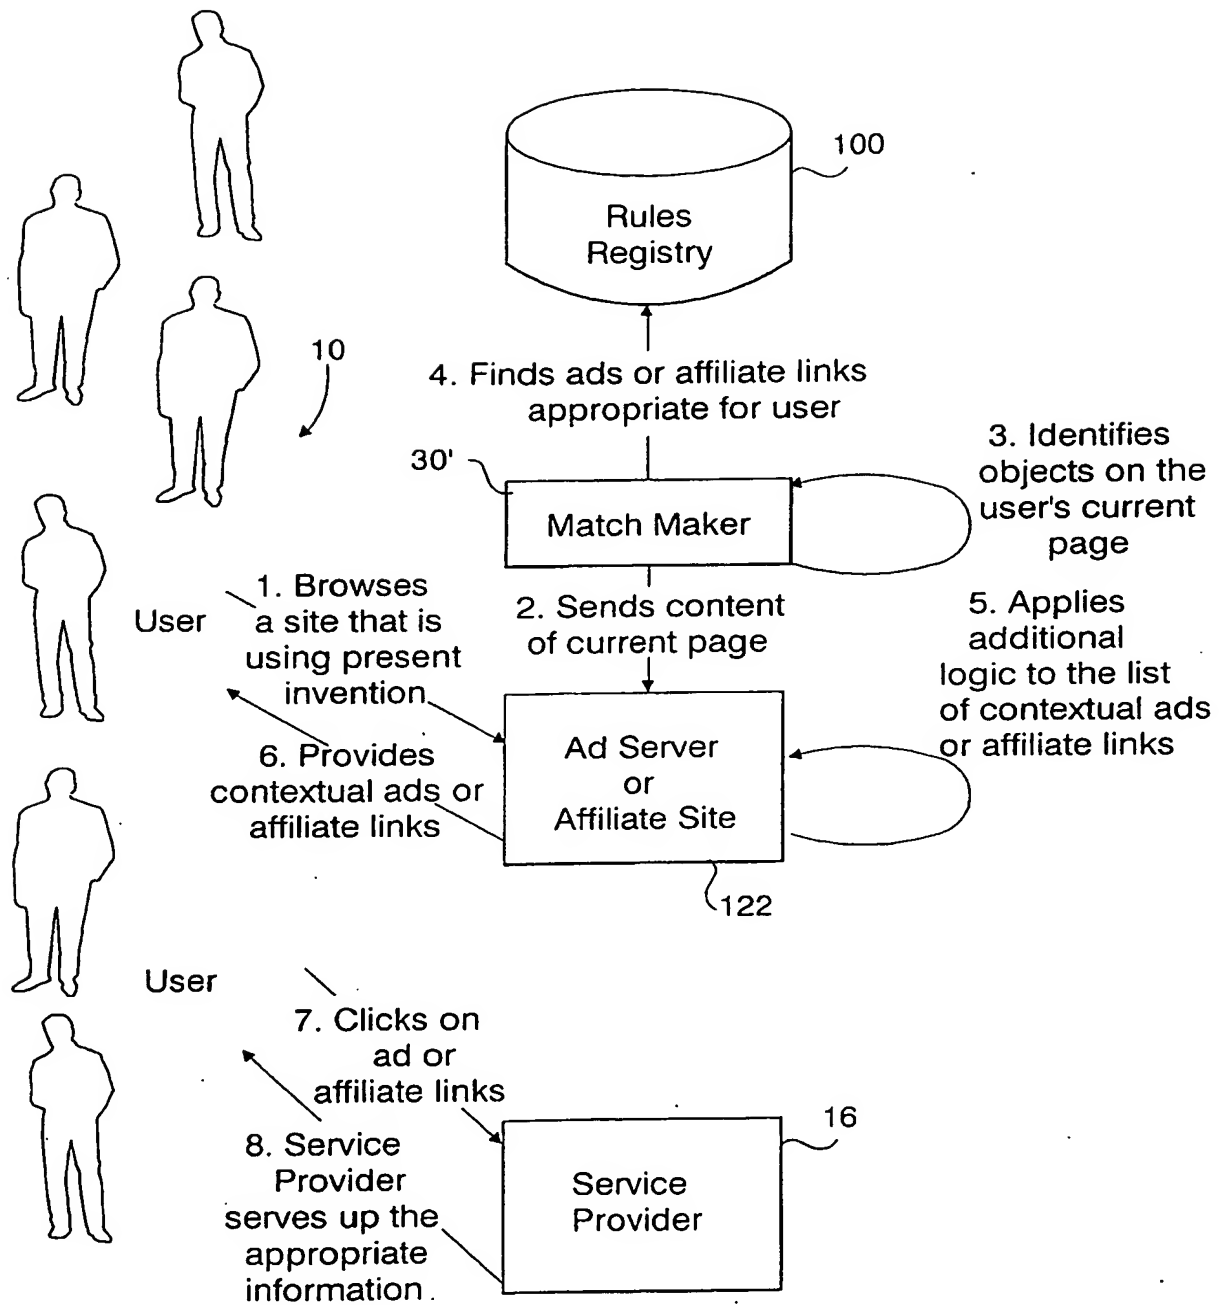 100
Rules
Registry
10
4. Finds ads or affiliate links
appropriate for user
30'
Match Maker
3. Identifies
objects on the
user's current
page
1. Browses
a site that is
using present
invention
User
2. Sends content
of current page
5. Applies
additional
logic to the list
of contextual ads
or affiliate links
Ad Server
or
Affiliate Site
6. Provides
contextual ads or
affiliate links
122
User
7. Clicks on
ad or
affiliate links
16
8. Service
Provider
serves up the
appropriate
information
Service
Provider